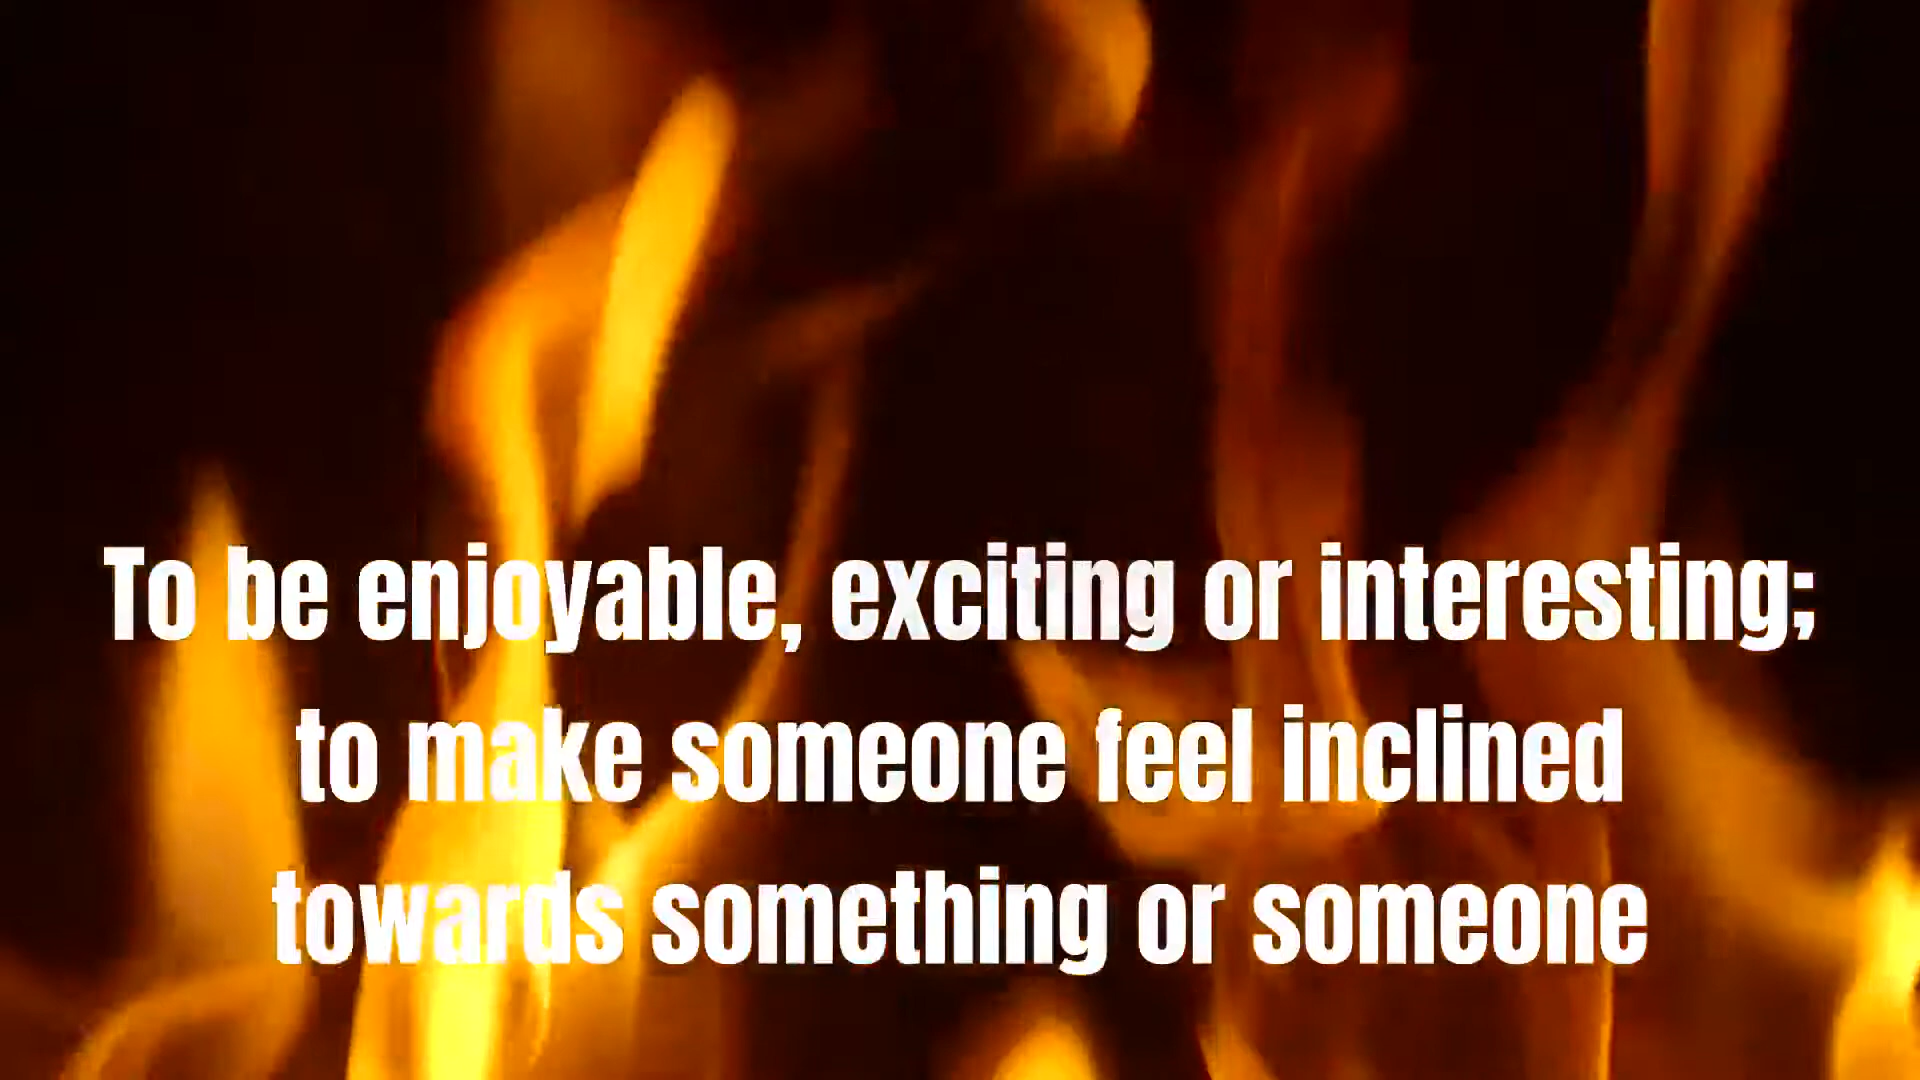 To be enjoyable, exciting or interesting;
to make someone feel inclined
towards something or someone